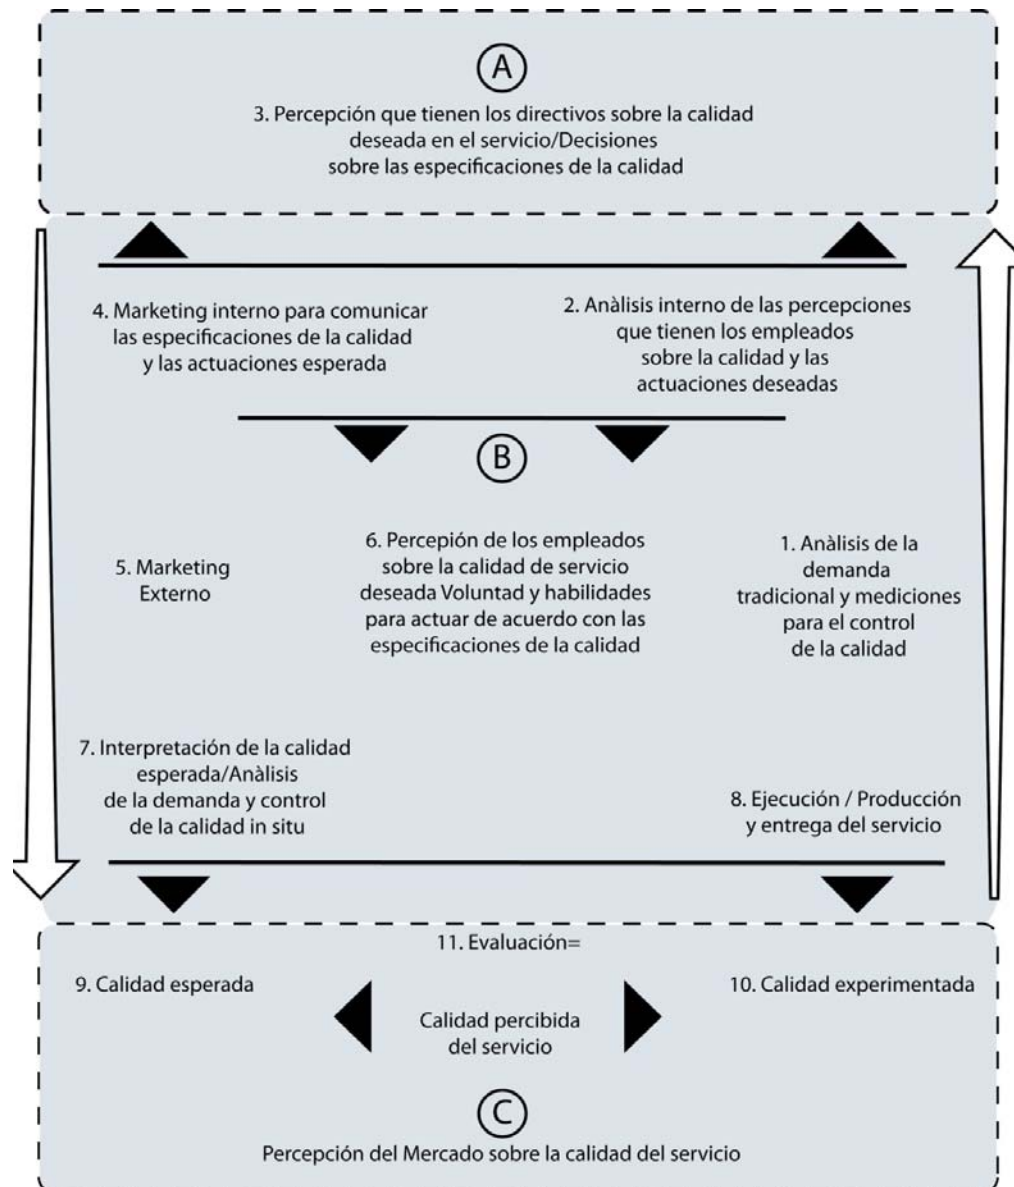 A
3. Percepción que tienen los directivos sobre la calidad
deseada en el servicio/Decisiones
sobre las especificaciones de la calidad
4. Marketing interno para comunicar
las especificaciones de la calidad
y las actuaciones esperada
2. Anàlisis interno de las percepciones
que tienen los empleados
sobre la calidad y las
actuaciones deseadas
B
5. Marketing
Externo
6. Percepión de los empleados
sobre la calidad de servicio
deseada Voluntad y habilidades
para actuar de acuerdo con las
especificaciones de la calidad
1. Anàlisis de la
demanda
tradicional y mediciones
para el control
de la calidad
7. Interpretación de la calidad
esperada/Anàlisis
de la demanda y control
de la calidad in situ
8. Ejecución / Producción
y entrega del servicio
11. Evaluación=
9. Calidad esperada
10. Calidad experimentada
Calidad percibida
del servicio
C
Percepción del Mercado sobre la calidad del servicio